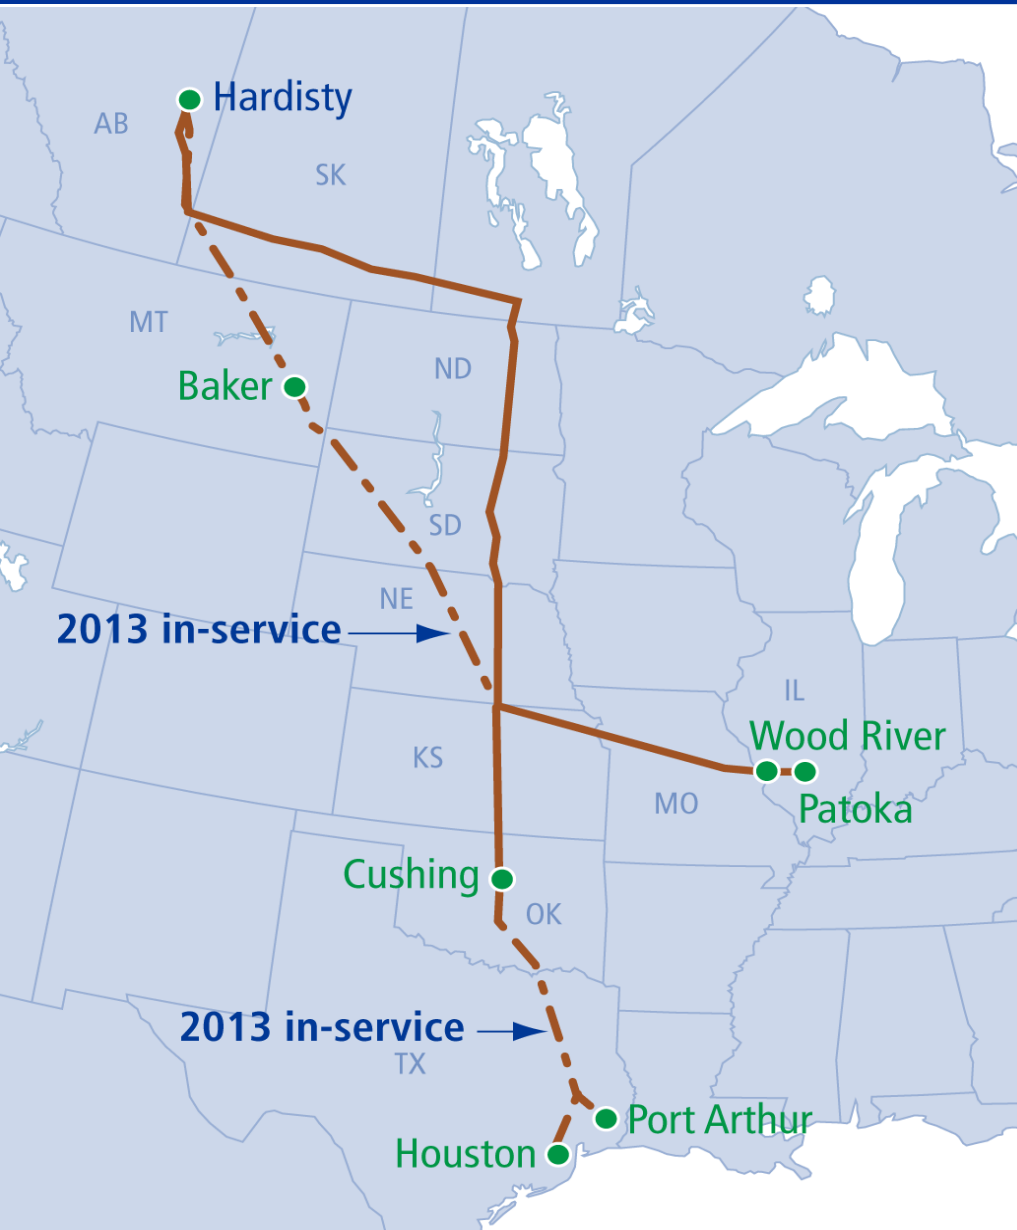 Hardisty
AB
SK
MT
ND
Baker
SD
NE
2013 in-service
IL
Wood River
KS
MO
Patoka
Cushing
OK
2013 in-service
TX
Port Arthur
Houston